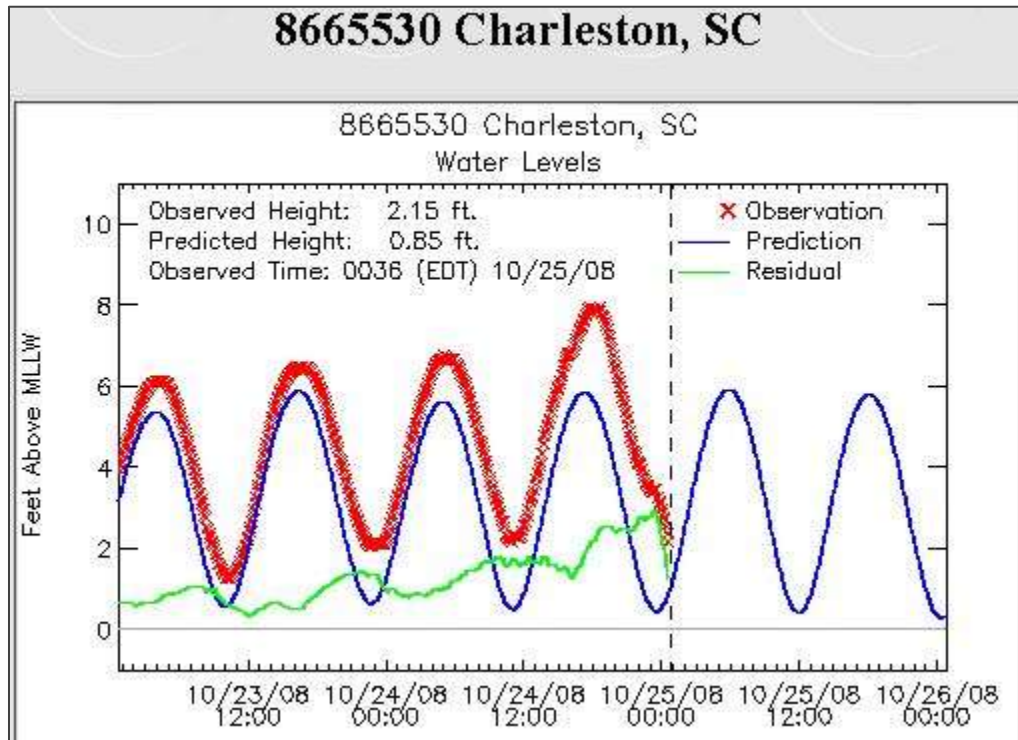 8665530 Charleston, SC
8665530 Charleston, SC
Water Levels
Observed Height: 2.15 ft.
Predicted Height: 0.85 ft.
Observed Time: 0036 (EDT) 10/25/08
Observation
Prediction
Residual
Feet Above MLLW
10
8
6
4
2
0
10/23/08 10/24/08 10/24/08 10/25/08 10/25/08 10/26/08
12:00 00:00 12:00 00:00 12:00 00:00